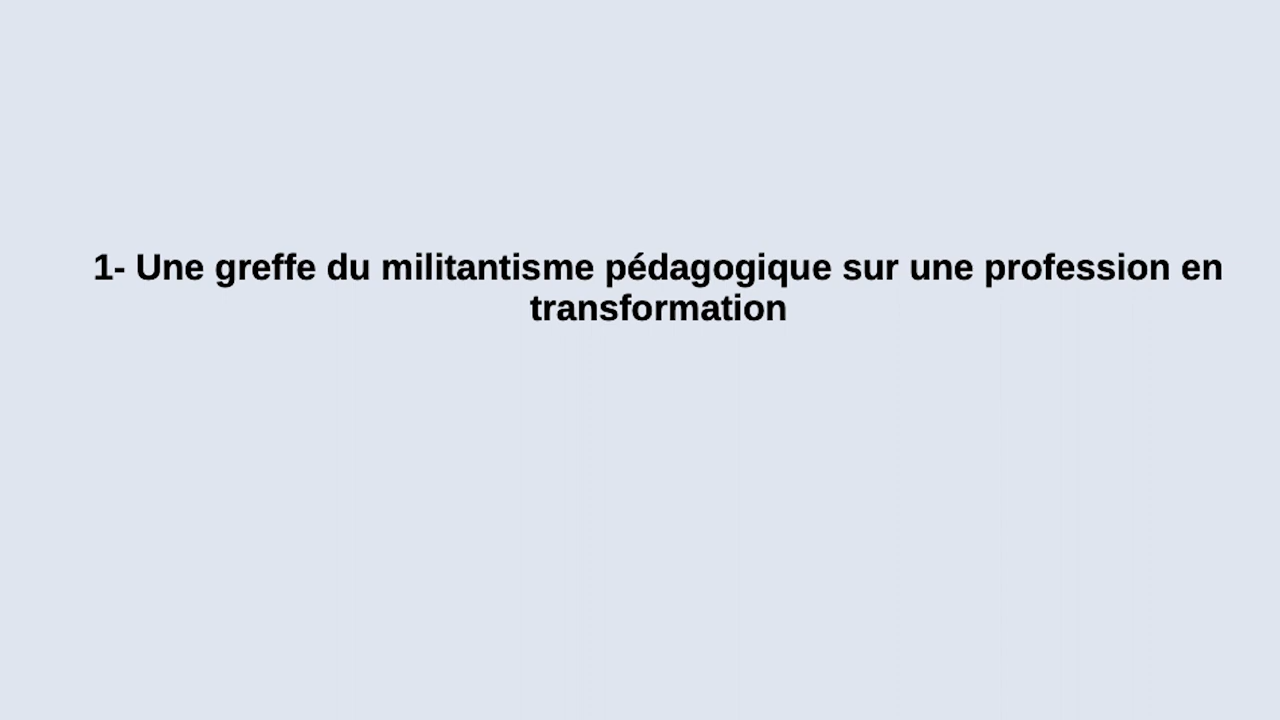 1- Une greffe du militantisme pédagogique sur une profession en
transformation